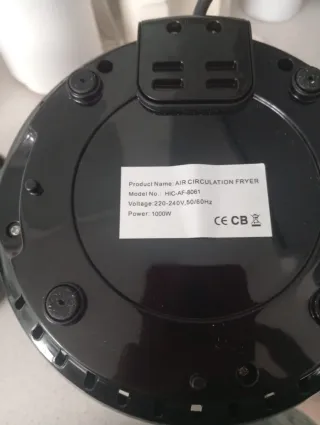 Product Name: AIR CIRCULATION FRYER
Model No.: HIC-AF-8061
Voltage:220-240V,50/60Hz
Power: 1000W
CE CB